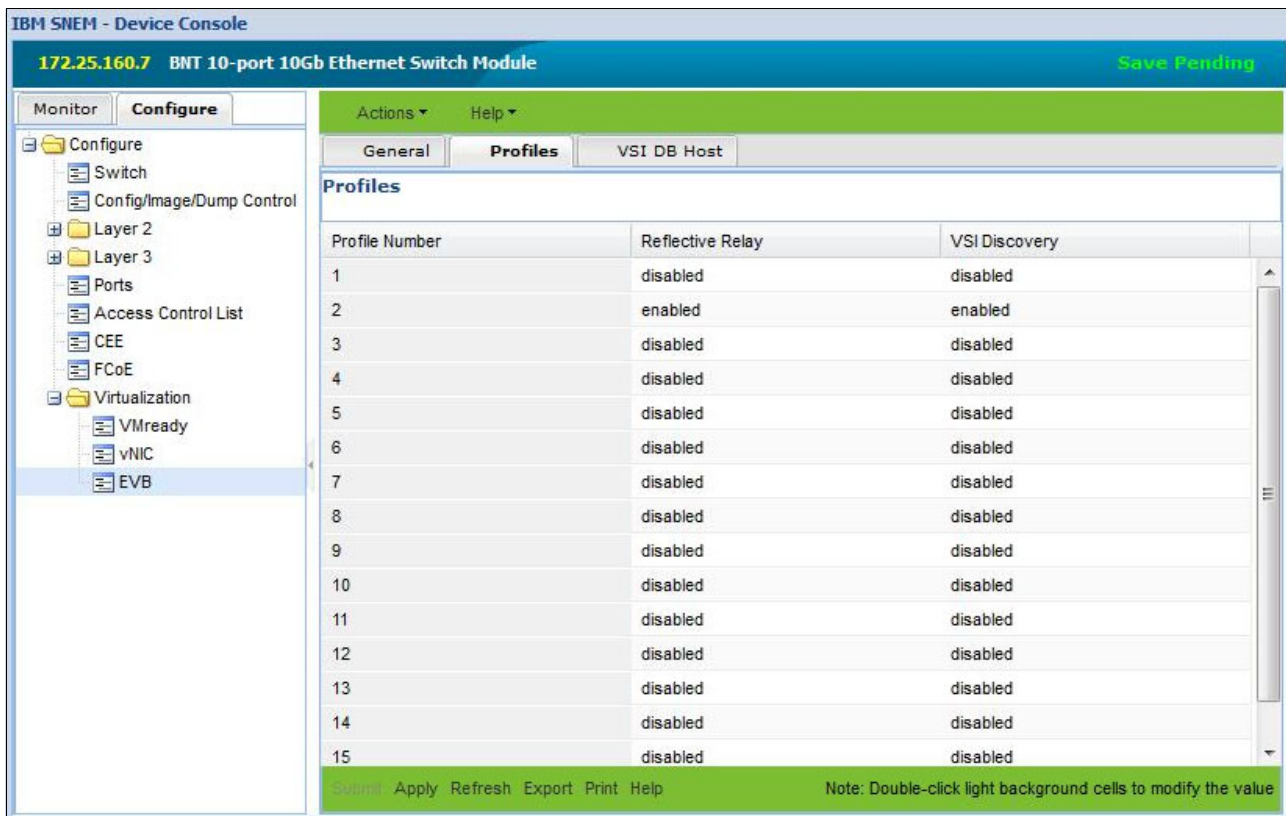 IBM SNEM - Device Console
172.25.160.7 BNT 10-port 10Gb Ethernet Switch Module Save Pending
Monitor Configure
Configure
Switch
Config/Image/Dump Control
Layer 2
Layer 3
Ports
Access Control List
CEE
FCoE
Virtualization
VMready
vNIC
EVB
Actions Help
General Profiles VSI DB Host
Profiles
Profile Number Reflective Relay VSI Discovery
1 disabled disabled
2 enabled enabled
3 disabled disabled
4 disabled disabled
5 disabled disabled
6 disabled disabled
7 disabled disabled
8 disabled disabled
9 disabled disabled
10 disabled disabled
11 disabled disabled
12 disabled disabled
13 disabled disabled
14 disabled disabled
15 disabled disabled
Submit Apply Refresh Export Print Help Note: Double-click light background cells to modify the value